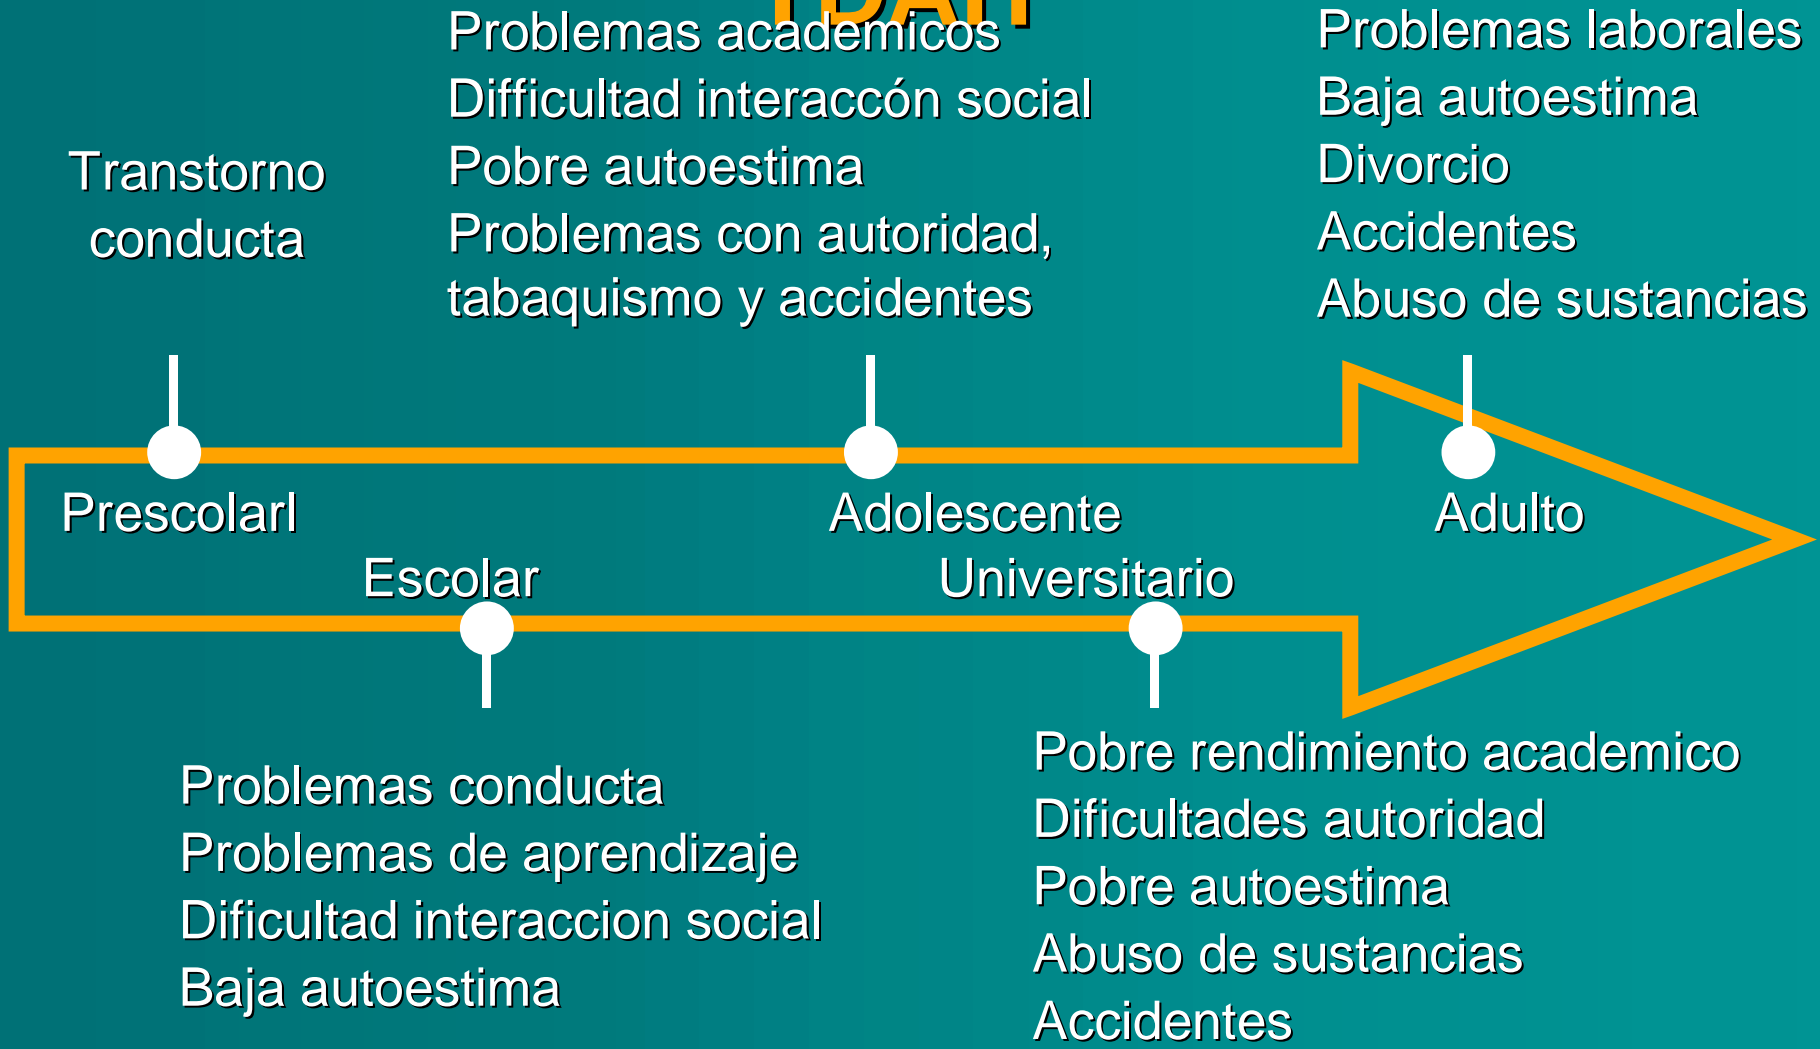 TDAH
Problemas academicos
Difficultad interaccón social
Pobre autoestima
Problemas con autoridad,
tabaquismo y accidentes
Problemas laborales
Baja autoestima
Divorcio
Accidentes
Abuso de sustancias
Transtorno
conducta
Prescolarl
Adolescente
Adulto
Escolar
Universitario
Problemas conducta
Problemas de aprendizaje
Dificultad interaccion social
Baja autoestima
Pobre rendimiento academico
Dificultades autoridad
Pobre autoestima
Abuso de sustancias
Accidentes